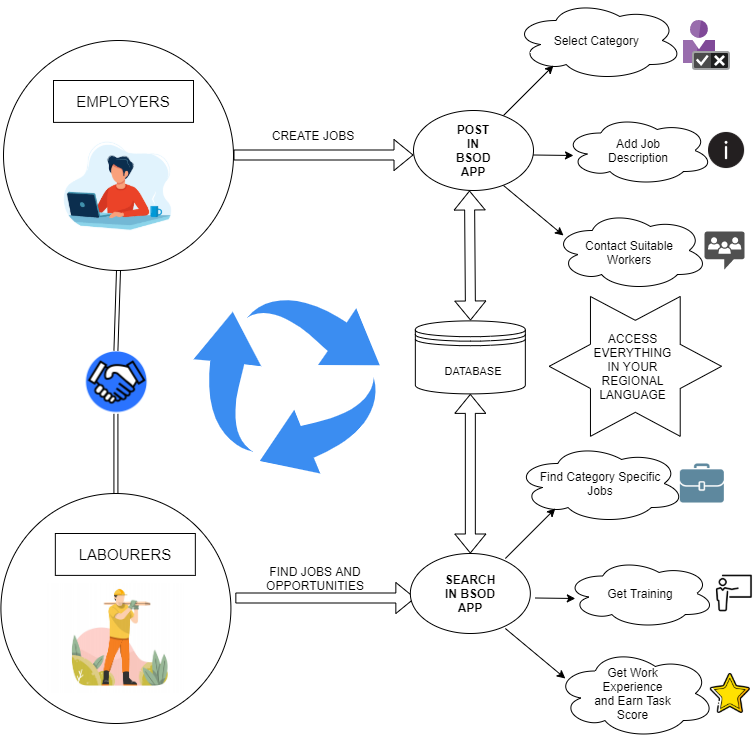 EMPLOYERS
CREATE JOBS
POST
IN
BSOD
APP
Select Category
Add Job
Description
Contact Suitable
Workers
DATABASE
ACCESS
EVERYTHING
IN YOUR
REGIONAL
LANGUAGE
LABOURERS
FIND JOBS AND
OPPORTUNITIES
SEARCH
IN BSOD
APP
Find Category Specific
Jobs
Get Training
Get Work
Experience
and Earn Task
Score